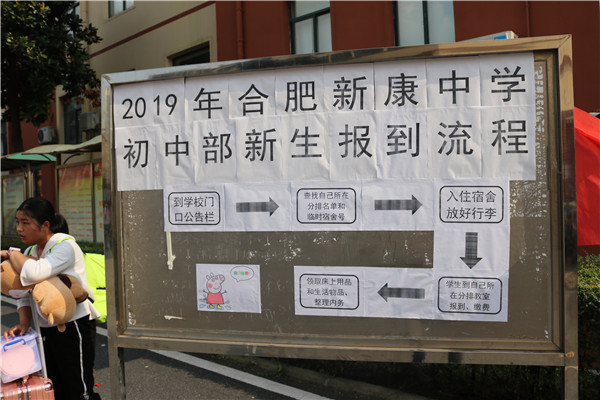 2019年合肥新康中学
初中部新生报到流程
到学校门
口公告栏
查找自己所在
分排名单和
临时宿舍号
入住宿舍
放好行李
学生到自己所
在分排教室
报到、缴费
领取床上用品
和生活物品,
整理内务